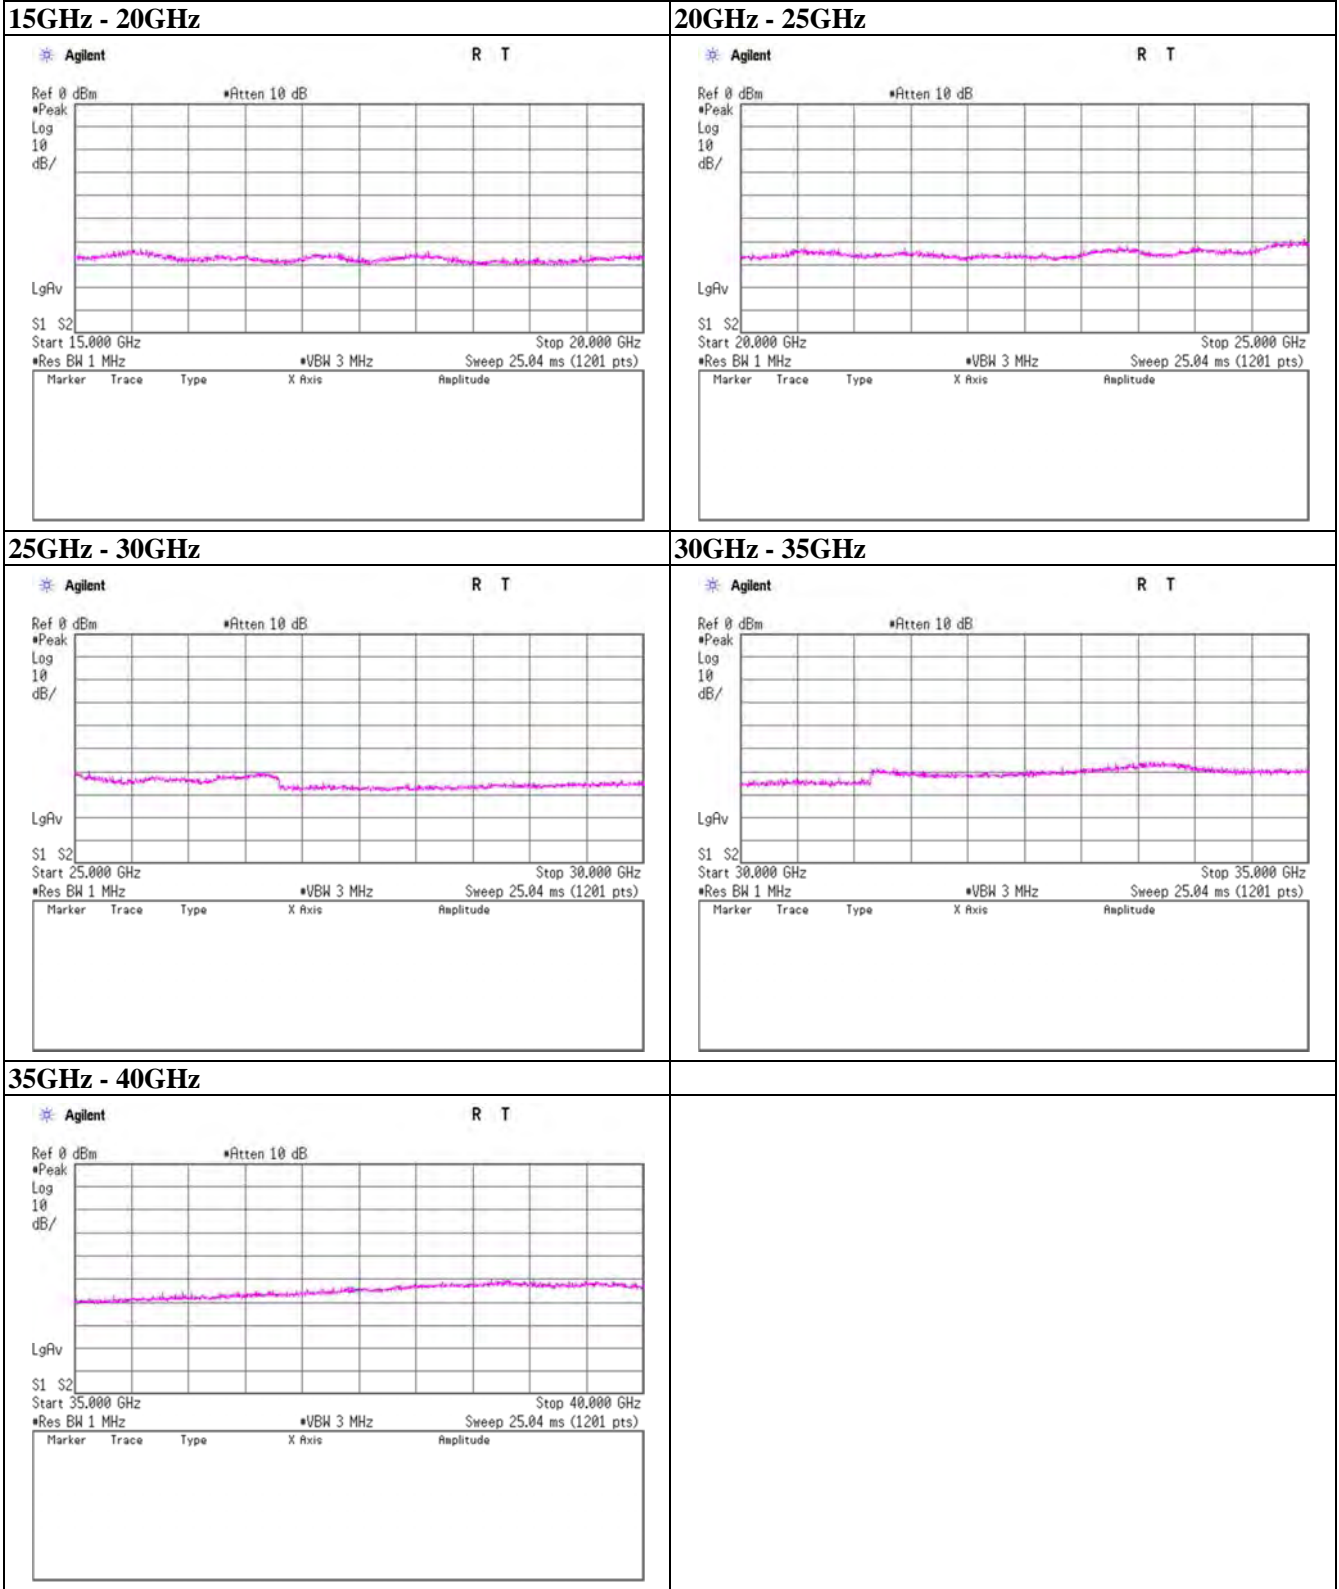 15GHz - 20GHz
Agilent R T
Ref 0 dBm #Atten 10 dB
#Peak
Log
10
dB/
LgAv
S1 S2
Start 15.000 GHz Stop 20.000 GHz
#Res BW 1 MHz #VBW 3 MHz Sweep 25.04 ms (1201 pts)
Marker Trace Type X Axis Amplitude
20GHz - 25GHz
Agilent R T
Ref 0 dBm #Atten 10 dB
#Peak
Log
10
dB/
LgAv
S1 S2
Start 20.000 GHz Stop 25.000 GHz
#Res BW 1 MHz #VBW 3 MHz Sweep 25.04 ms (1201 pts)
Marker Trace Type X Axis Amplitude
25GHz - 30GHz
Agilent R T
Ref 0 dBm #Atten 10 dB
#Peak
Log
10
dB/
LgAv
S1 S2
Start 25.000 GHz Stop 30.000 GHz
#Res BW 1 MHz #VBW 3 MHz Sweep 25.04 ms (1201 pts)
Marker Trace Type X Axis Amplitude
30GHz - 35GHz
Agilent R T
Ref 0 dBm #Atten 10 dB
#Peak
Log
10
dB/
LgAv
S1 S2
Start 30.000 GHz Stop 35.000 GHz
#Res BW 1 MHz #VBW 3 MHz Sweep 25.04 ms (1201 pts)
Marker Trace Type X Axis Amplitude
35GHz - 40GHz
Agilent R T
Ref 0 dBm #Atten 10 dB
#Peak
Log
10
dB/
LgAv
S1 S2
Start 35.000 GHz Stop 40.000 GHz
#Res BW 1 MHz #VBW 3 MHz Sweep 25.04 ms (1201 pts)
Marker Trace Type X Axis Amplitude